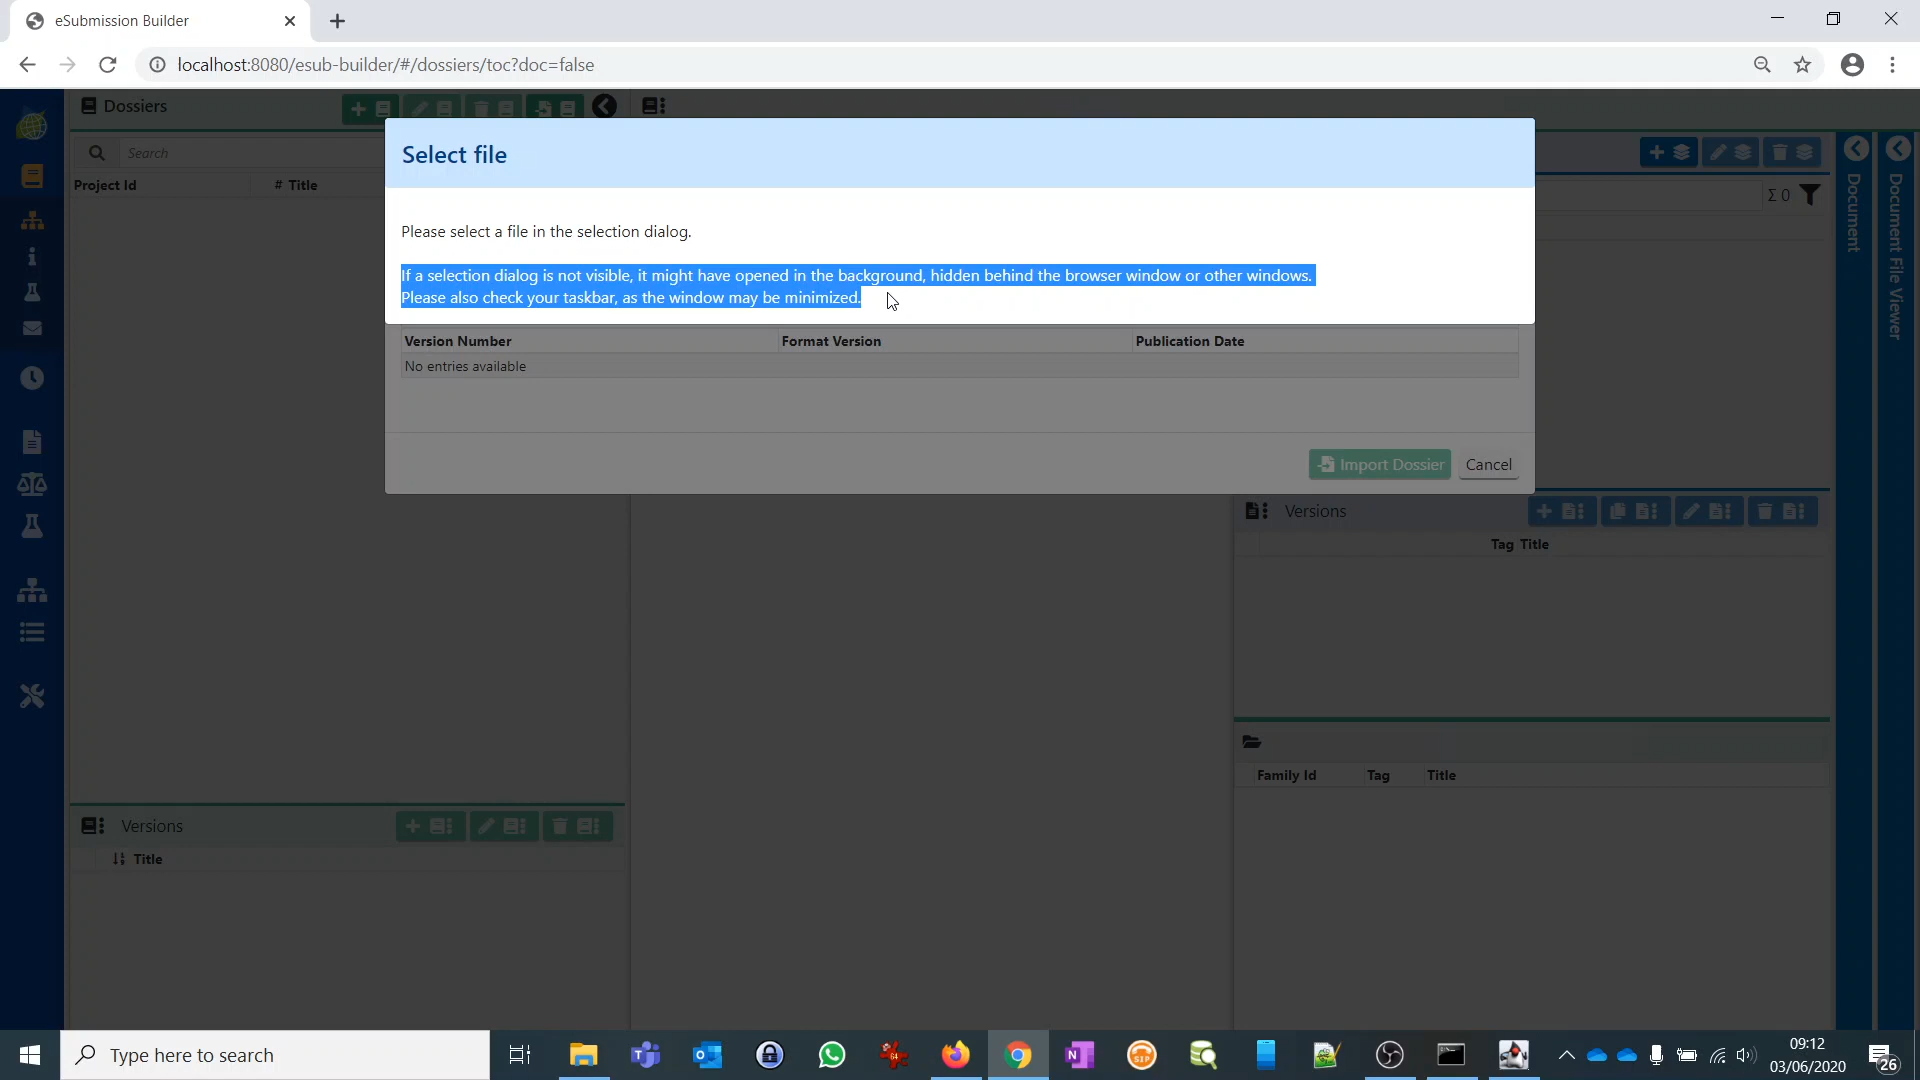 eSubmission Builder
localhost:8080/esub-builder/#/dossiers/toc?doc=false
Dossiers
Search
Project Id # Title
Select file
Please select a file in the selection dialog.
If a selection dialog is not visible, it might have opened in the background, hidden behind the browser window or other windows.
Please also check your taskbar, as the window may be minimized.
Version Number Format Version Publication Date
No entries available
Import Dossier Cancel
Σ 0
Document
Document File Viewer
Versions
Tag Title
Family Id Tag Title
Versions
Title
Type here to search
64
N
SIP
09:12
03/06/2020
26